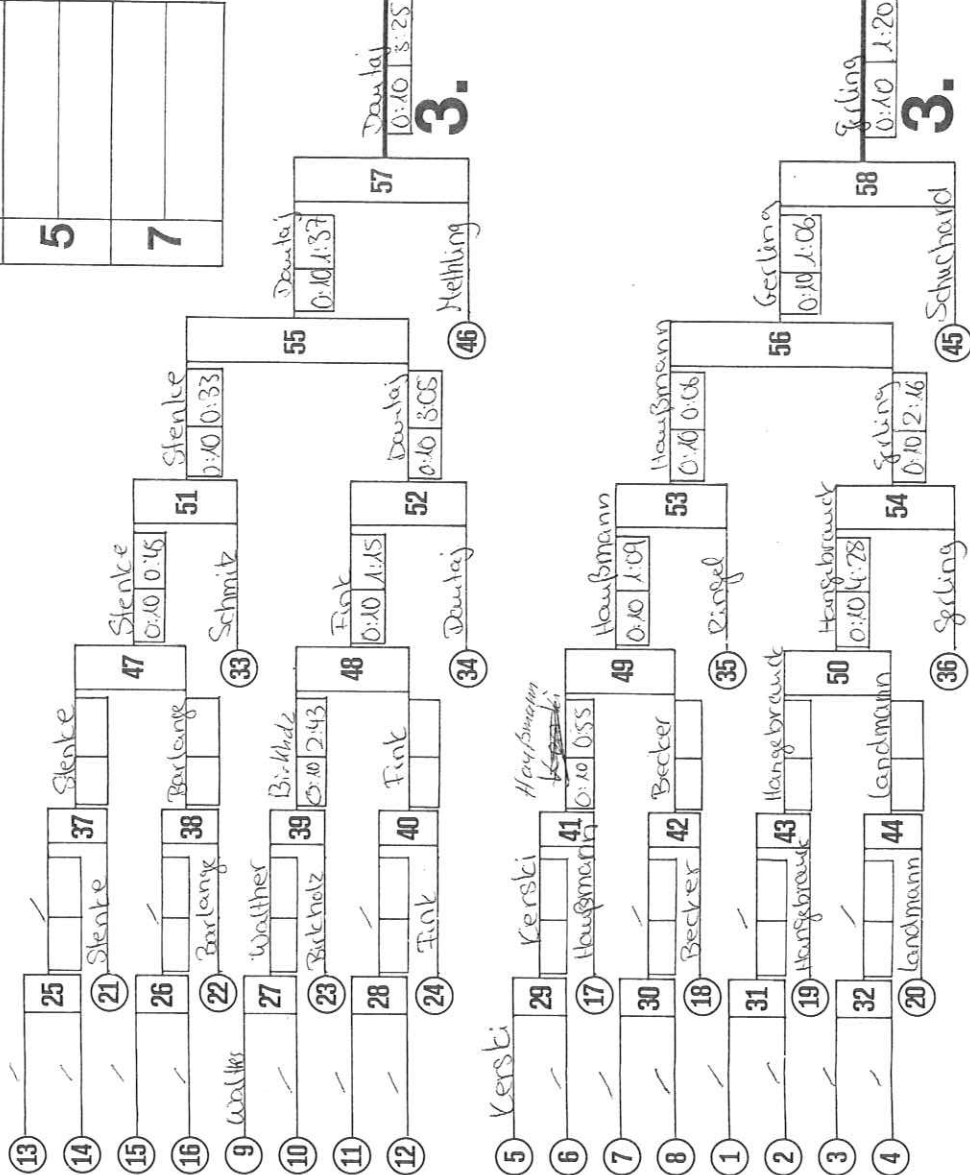 5
7
13
14
15
16
9 Walther
10
11
12
25
26
27
28
21 Stenke
22 Barlange
Walther
23 Birkholz
24 Fink
37
38
39
40
Stenke
Barlange
Birkholz
0:10 2:43
Fink
47
48
Stenke
0:10 0:45
33 Schmitz
Fink
0:10 1:15
34 Dautaj
51
52
Stenke
0:10 0:33
Dautaj
0:10 3:05
55
Dautaj
0:10 1:37
46 Methling
57
Dautaj
0:10 3:25
3.
5 Kerski
6
7
8
1
2
3
4
29
30
31
32
Kerski
17 Haußmann
18 Becker
19 Hangebrauck
20 Landmann
41
42
43
44
Haußmann
0:10 0:55
Becker
Hangebrauck
Landmann
49
50
Haußmann
0:10 1:09
35 Ringel
Hangebrauck
0:10 4:28
36 Gerling
53
54
Haußmann
0:10 0:06
Gerling
0:10 2:16
56
Gerling
0:10 1:06
45 Schuchard
58
Gerling
0:10 1:20
3.